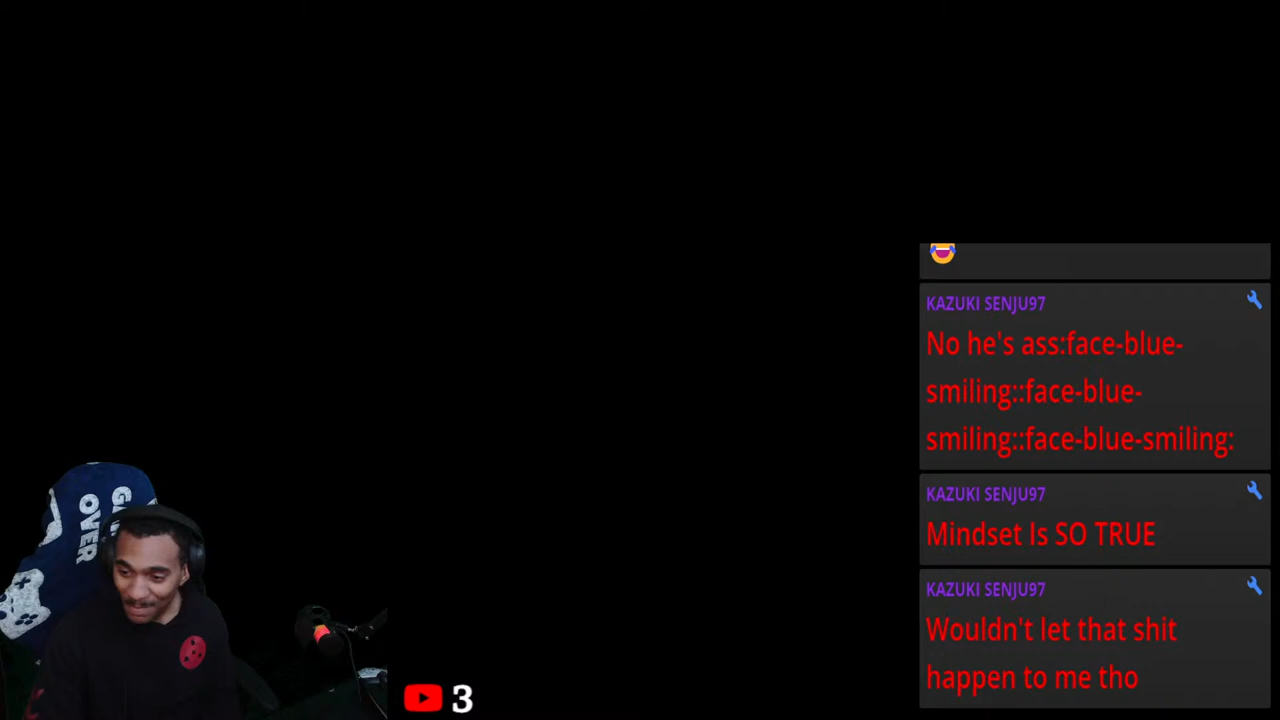 KAZUKI SENJU97
No he's ass:face-blue-
smiling::face-blue-
smiling::face-blue-smiling:
KAZUKI SENJU97
Mindset Is SO TRUE
KAZUKI SENJU97
Wouldn't let that shit
happen to me tho
OVER
3